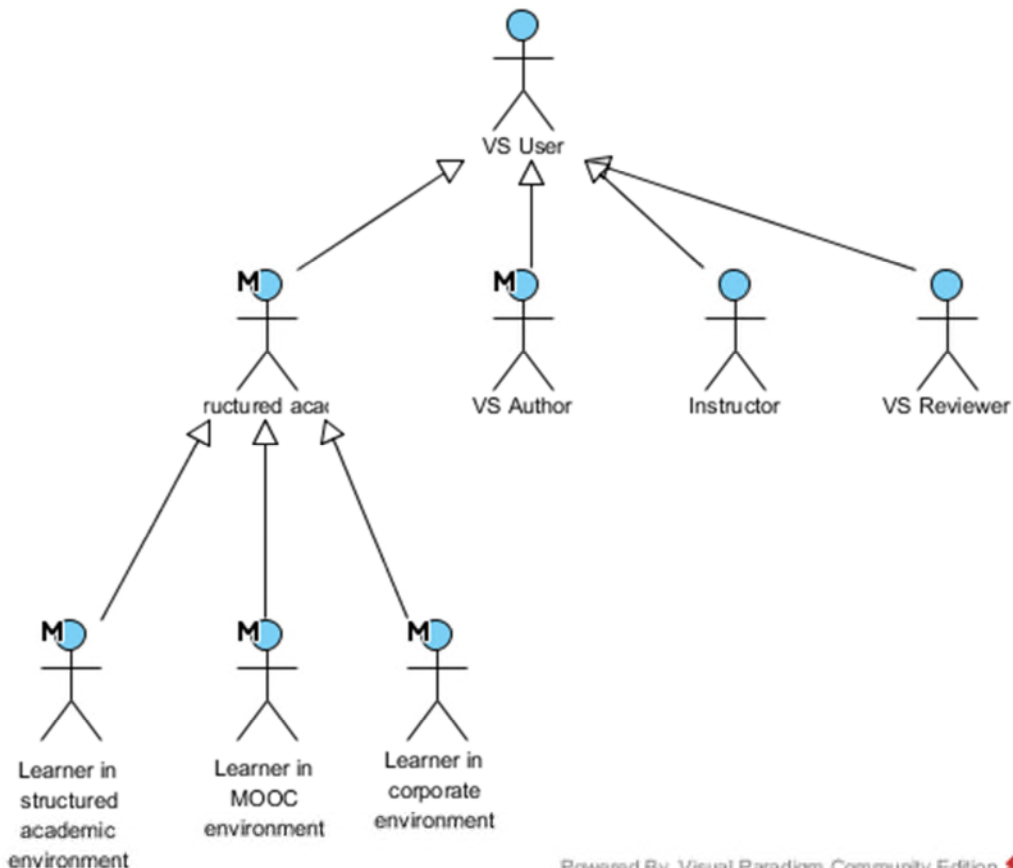 VS User
M
M
ructured acad
VS Author
Instructor
VS Reviewer
M
M
M
Learner in
structured
academic
environment
Learner in
MOOC
environment
Learner in
corporate
environment
Powered By Visual Paradigm Community Edition